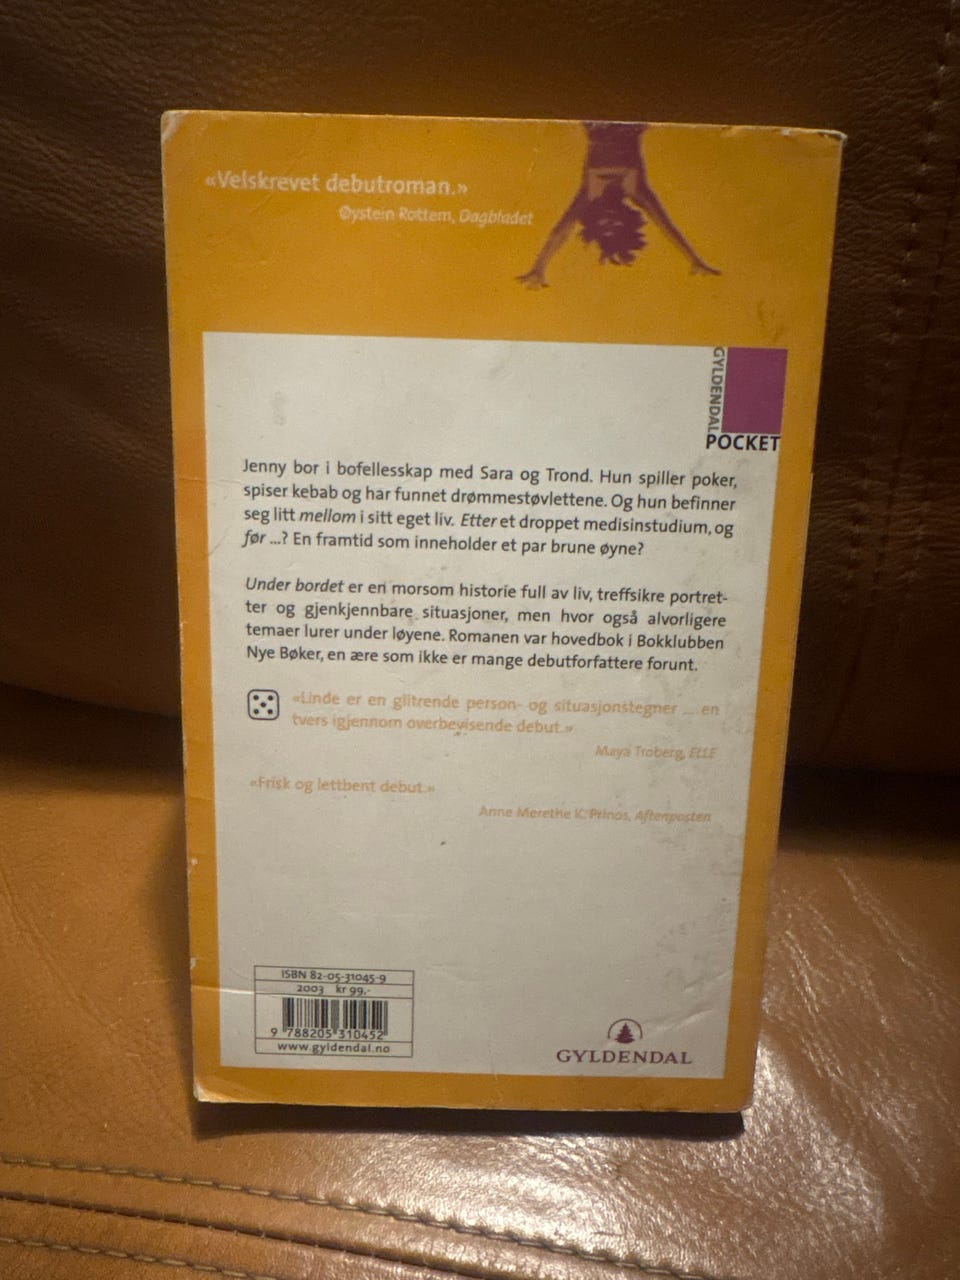 «Velskrevet debutroman.»
Øystein Rottem, Dagbladet
GYLDENDAL
POCKET
Jenny bor i bofellesskap med Sara og Trond. Hun spiller poker,
spiser kebab og har funnet drømmestøvlettene. Og hun befinner
seg litt mellom i sitt eget liv. Etter et droppet medisinstudium, og
før ...? En framtid som inneholder et par brune øyne?
Under bordet er en morsom historie full av liv, treffsikre portret-
ter og gjenkjennbare situasjoner, men hvor også alvorligere
temaer lurer under løyene. Romanen var hovedbok i Bokklubben
Nye Bøker, en ære som ikke er mange debutforfattere forunt.
«Linde er en glitrende person- og situasjonstegner ... en
tvers igjennom overbevisende debut.»
Maya Troberg, ELLE
«Frisk og lettbent debut.»
Anne Merethe K. Prinos, Aftenposten
ISBN 82-05-31045-9
2003 kr 99.-
9 788205 310452
www.gyldendal.no
GYLDENDAL